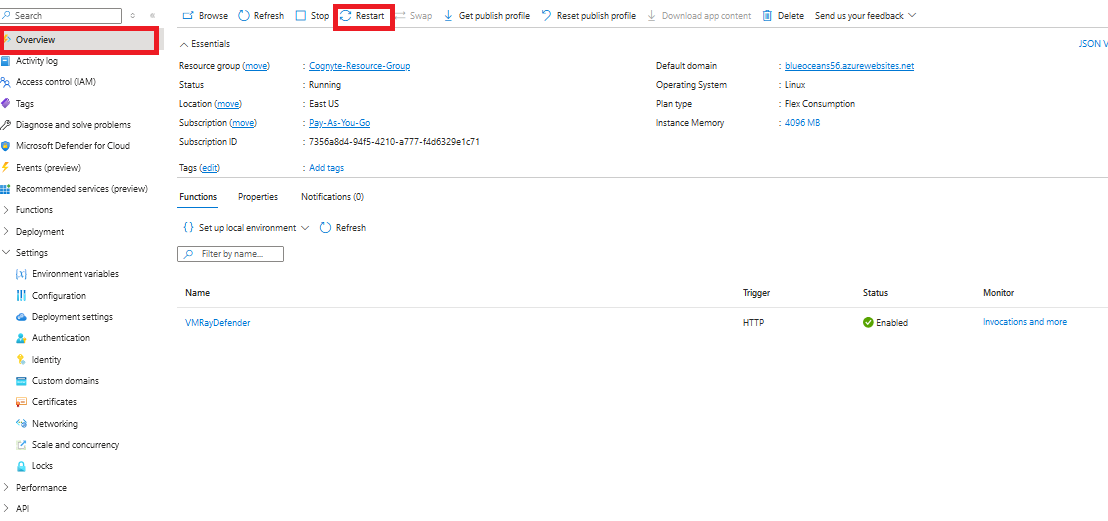 Search
Browse Refresh Stop Restart Swap Get publish profile Reset publish profile Download app content Delete Send us your feedback
Overview
Essentials
JSON V
Activity log
Resource group (move) : Cognyte-Resource-Group Default domain : blueoceans56.azurewebsites.net
Access control (IAM)
Status : Running Operating System : Linux
Tags
Location (move) : East US Plan type : Flex Consumption
Diagnose and solve problems
Subscription (move) : Pay-As-You-Go Instance Memory : 4096 MB
Microsoft Defender for Cloud
Subscription ID : 7356a8d4-94f5-4210-a777-f4d6329e1c71
Events (preview)
Tags (edit) : Add tags
Recommended services (preview)
Functions Properties Notifications (0)
Functions
Deployment
{} Set up local environment Refresh
Settings
Filter by name...
Environment variables
Configuration
Name Trigger Status Monitor
Deployment settings
VMRayDefender HTTP Enabled Invocations and more
Authentication
Identity
Custom domains
Certificates
Networking
Scale and concurrency
Locks
Performance
API